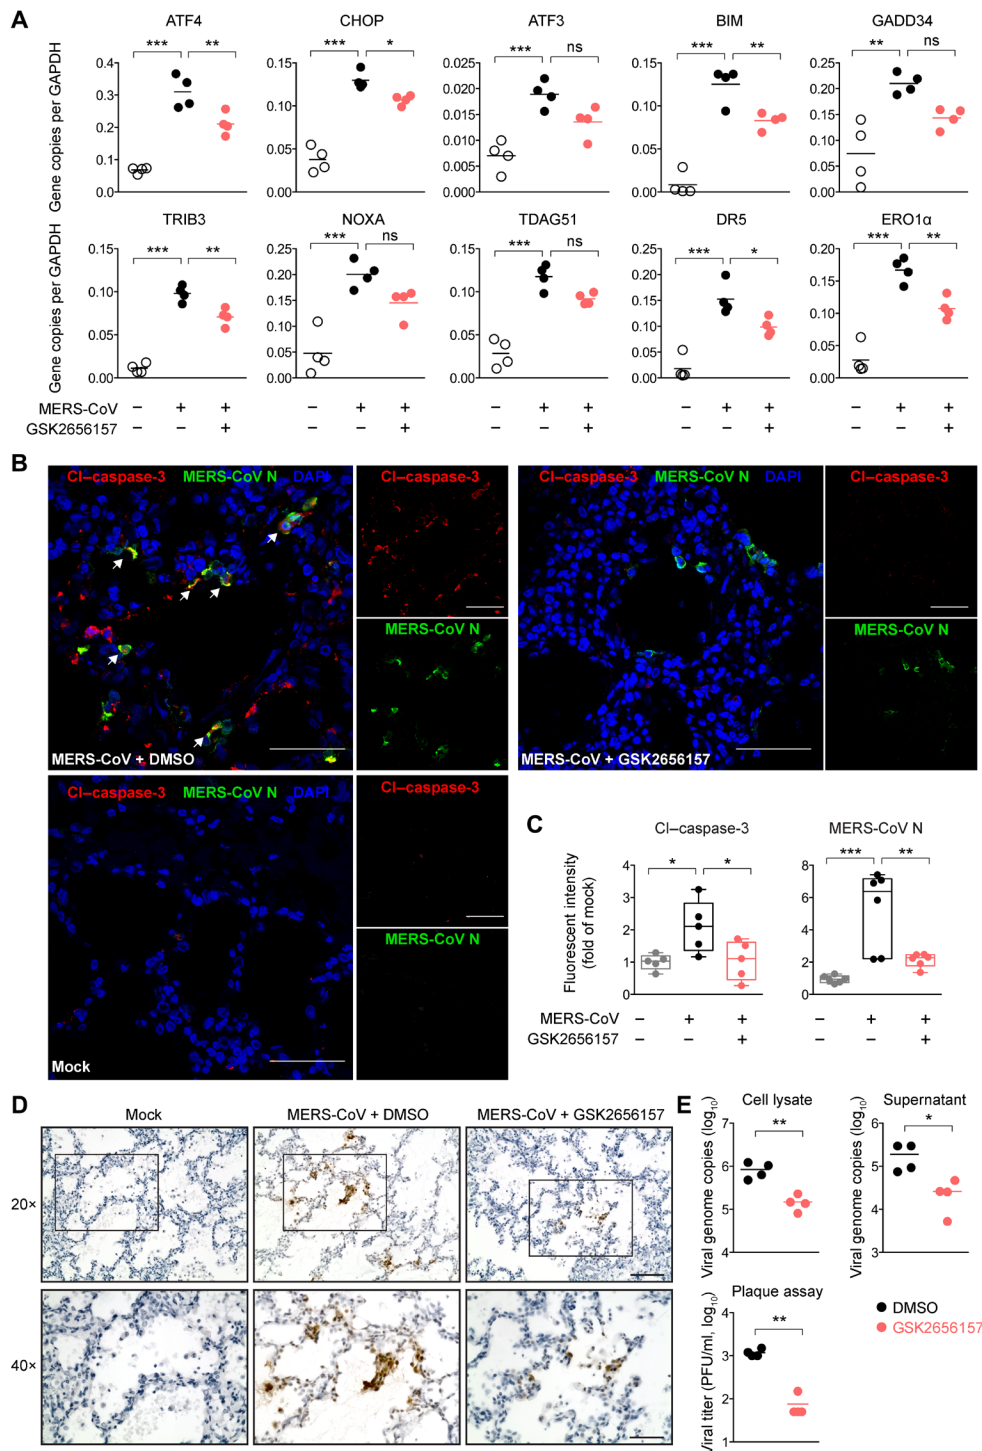 A
ATF4 CHOP ATF3 BIM GADD34
*** ** *** * *** ns *** ** ** ns
Gene copies per GAPDH
0.4 0.3 0.2 0.1 0.0
0.15 0.10 0.05 0.00
0.025 0.020 0.015 0.010 0.005 0.000
0.15 0.10 0.05 0.00
0.25 0.20 0.15 0.10 0.05 0.00
TRIB3 NOXA TDAG51 DR5 ERO1α
*** ** *** ns *** ns *** * *** **
Gene copies per GAPDH
0.15 0.10 0.05 0.00
0.25 0.20 0.15 0.10 0.05 0.00
0.15 0.10 0.05 0.00
0.25 0.20 0.15 0.10 0.05 0.00
0.20 0.15 0.10 0.05 0.00
MERS-CoV – + + – + + – + + – + + – + +
GSK2656157 – – + – – + – – + – – + – – +
B
Cl–caspase-3 MERS-CoV N DAPI
Cl–caspase-3
MERS-CoV N
MERS-CoV + DMSO
Cl–caspase-3 MERS-CoV N DAPI
Cl–caspase-3
MERS-CoV N
MERS-CoV + GSK2656157
Cl–caspase-3 MERS-CoV N DAPI
Cl–caspase-3
MERS-CoV N
Mock
C
Cl–caspase-3 MERS-CoV N
* * *** **
Fluorescent intensity
(fold of mock)
4 3 2 1 0
8 6 4 2 0
MERS-CoV – + + – + +
GSK2656157 – – + – – +
D
Mock MERS-CoV + DMSO MERS-CoV + GSK2656157
20×
40×
E
Cell lysate Supernatant
** *
Viral genome copies (log10)
7 6 5 4
Viral genome copies (log10)
6 5 4 3
Plaque assay
**
Viral titer (PFU/ml, log10)
4 3 2 1
DMSO
GSK2656157